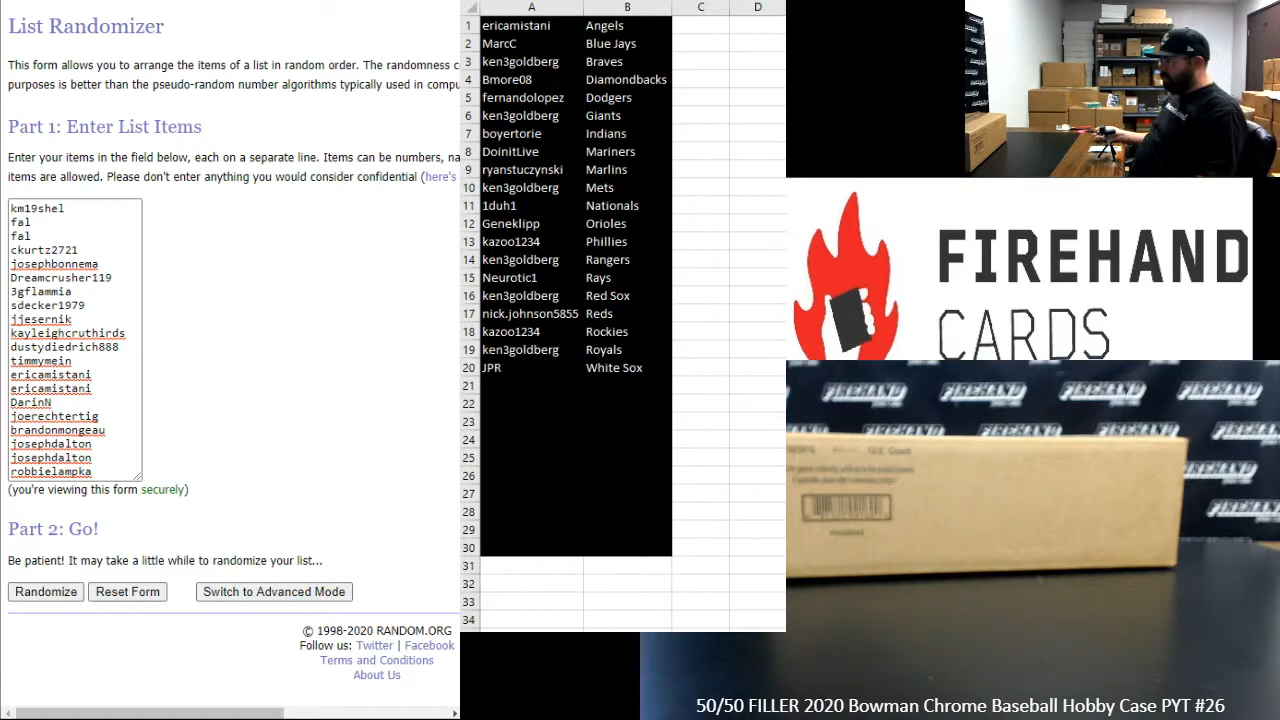 List Randomizer
This form allows you to arrange the items of a list in random order. The randomness c
purposes is better than the pseudo-random number algorithms typically used in compu
Part 1: Enter List Items
Enter your items in the field below, each on a separate line. Items can be numbers, na
items are allowed. Please don't enter anything you would consider confidential (here's
km19shel
fal
fal
ckurtz2721
josephbonnema
Dreamcrusher119
3gflammia
sdecker1979
jjesernik
kayleighcruthirds
dustydiedrich888
timmymein
ericamistani
ericamistani
DarinN
joerechtertig
brandonmongeau
josephdalton
josephdalton
robbielampka
(you're viewing this form securely)
Part 2: Go!
Be patient! It may take a little while to randomize your list...
Randomize Reset Form Switch to Advanced Mode
© 1998-2020 RANDOM.ORG
Follow us: Twitter | Facebook
Terms and Conditions
About Us
A B C D
1 ericamistani Angels
2 MarcC Blue Jays
3 ken3goldberg Braves
4 Bmore08 Diamondbacks
5 fernandolopez Dodgers
6 ken3goldberg Giants
7 boyertorie Indians
8 DoinitLive Mariners
9 ryanstuczynski Marlins
10 ken3goldberg Mets
11 1duh1 Nationals
12 Geneklipp Orioles
13 kazoo1234 Phillies
14 ken3goldberg Rangers
15 Neurotic1 Rays
16 ken3goldberg Red Sox
17 nick.johnson5855 Reds
18 kazoo1234 Rockies
19 ken3goldberg Royals
20 JPR White Sox
21
22
23
24
25
26
27
28
29
30
31
32
33
34
FIREHAND
CARDS
FIREHAND FIREHAND FIREHAND
50/50 FILLER 2020 Bowman Chrome Baseball Hobby Case PYT #26